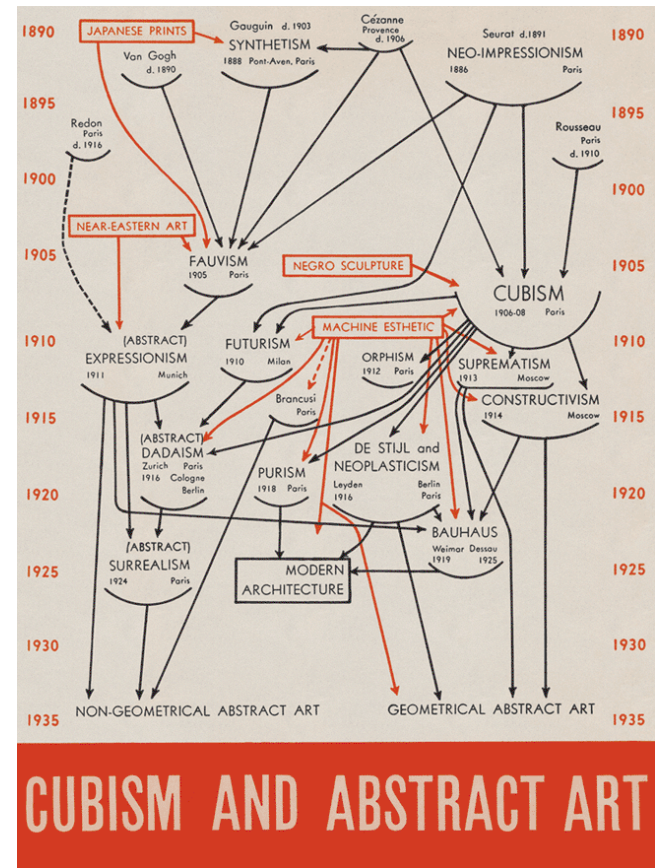 1890
JAPANESE PRINTS
Gauguin d. 1903
SYNTHETISM
1888 Pont-Aven, Paris
Cézanne
Provence
d. 1906
Seurat d.1891
NEO-IMPRESSIONISM
1886 Paris
1890
Van Gogh
d. 1890
1895
1895
Redon
Paris
d. 1916
Rousseau
Paris
d. 1910
1900
1900
NEAR-EASTERN ART
1905
FAUVISM
1905 Paris
NEGRO SCULPTURE
1905
CUBISM
1906-08 Paris
1910
(ABSTRACT)
EXPRESSIONISM
1911 Munich
FUTURISM
1910 Milan
MACHINE ESTHETIC
ORPHISM
1912 Paris
SUPREMATISM
1913 Moscow
1910
Brancusi
Paris
CONSTRUCTIVISM
1914 Moscow
1915
1915
(ABSTRACT)
DADAISM
Zurich Paris
1916 Cologne
Berlin
PURISM
1918 Paris
DE STIJL and
NEOPLASTICISM
Leyden Berlin
1916 Paris
1920
1920
BAUHAUS
Weimar Dessau
1919 1925
(ABSTRACT)
SURREALISM
1924 Paris
MODERN
ARCHITECTURE
1925
1925
1930
1930
1935
NON-GEOMETRICAL ABSTRACT ART
GEOMETRICAL ABSTRACT ART
1935
CUBISM AND ABSTRACT ART